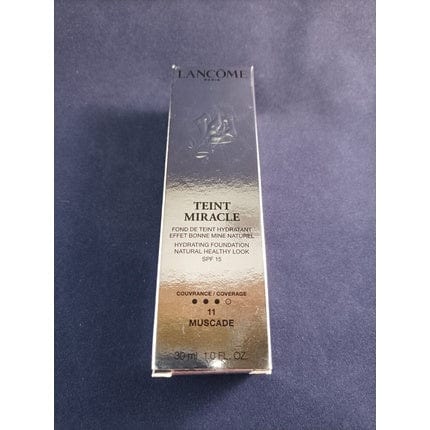 LANCÔME
PARIS
TEINT
MIRACLE
FOND DE TEINT HYDRATANT
EFFET BONNE MINE NATUREL
HYDRATING FOUNDATION
NATURAL HEALTHY LOOK
SPF 15
COUVRANCE / COVERAGE
11
MUSCADE
30 ml 1.0 FL. OZ.